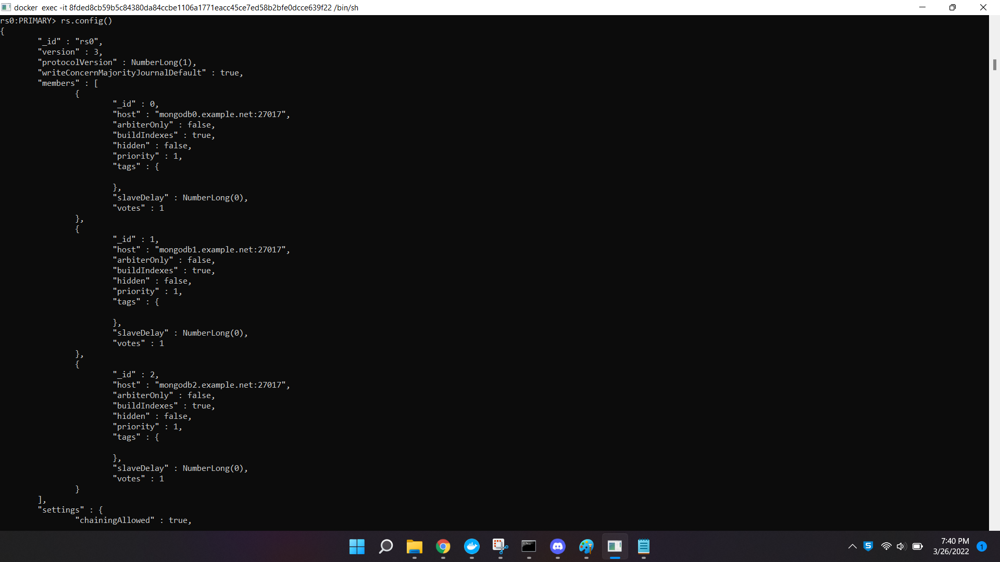 docker  exec -it 8fded8cb59b5c84380da84ccbe1106a1771eacc45ce7ed58b2bfe0dcce639f22 /bin/sh
rs0:PRIMARY> rs.config()
{
        "_id" : "rs0",
        "version" : 3,
        "protocolVersion" : NumberLong(1),
        "writeConcernMajorityJournalDefault" : true,
        "members" : [
                {
                        "_id" : 0,
                        "host" : "mongodb0.example.net:27017",
                        "arbiterOnly" : false,
                        "buildIndexes" : true,
                        "hidden" : false,
                        "priority" : 1,
                        "tags" : {

                        },
                        "slaveDelay" : NumberLong(0),
                        "votes" : 1
                },
                {
                        "_id" : 1,
                        "host" : "mongodb1.example.net:27017",
                        "arbiterOnly" : false,
                        "buildIndexes" : true,
                        "hidden" : false,
                        "priority" : 1,
                        "tags" : {

                        },
                        "slaveDelay" : NumberLong(0),
                        "votes" : 1
                },
                {
                        "_id" : 2,
                        "host" : "mongodb2.example.net:27017",
                        "arbiterOnly" : false,
                        "buildIndexes" : true,
                        "hidden" : false,
                        "priority" : 1,
                        "tags" : {

                        },
                        "slaveDelay" : NumberLong(0),
                        "votes" : 1
                }
        ],
        "settings" : {
                "chainingAllowed" : true,
S
7:40 PM
3/26/2022
1